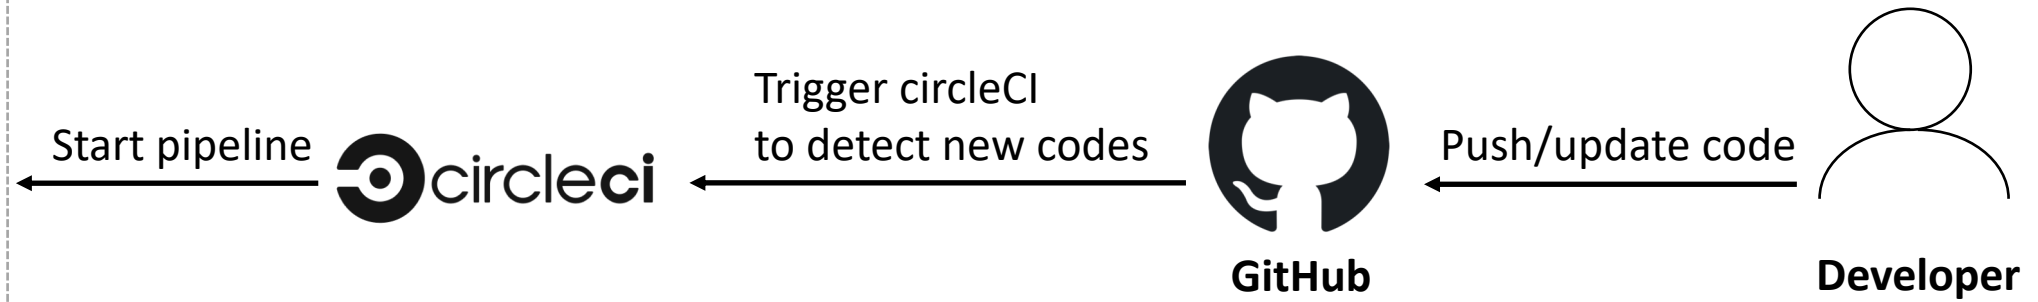 Start pipeline
circleci
Trigger circleCI
to detect new codes
GitHub
Push/update code
Developer